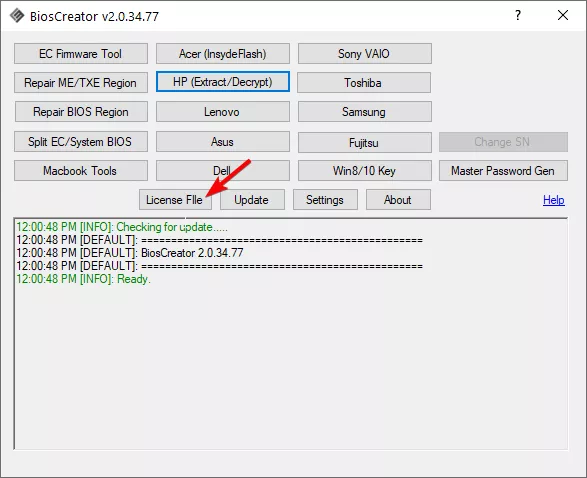 BiosCreator v2.0.34.77
?
EC Firmware Tool Acer (InsydeFlash) Sony VAIO
Repair ME/TXE Region HP (Extract/Decrypt) Toshiba
Repair BIOS Region Lenovo Samsung
Split EC/System BIOS Asus Fujitsu Change SN
Macbook Tools Dell Win8/10 Key Master Password Gen
License FIle Update Settings About Help
12:00:48 PM [INFO]: Checking for update.....
12:00:48 PM [DEFAULT]: ==============================================
12:00:48 PM [DEFAULT]: BiosCreator 2.0.34.77
12:00:48 PM [DEFAULT]: ==============================================
12:00:48 PM [INFO]: Ready.